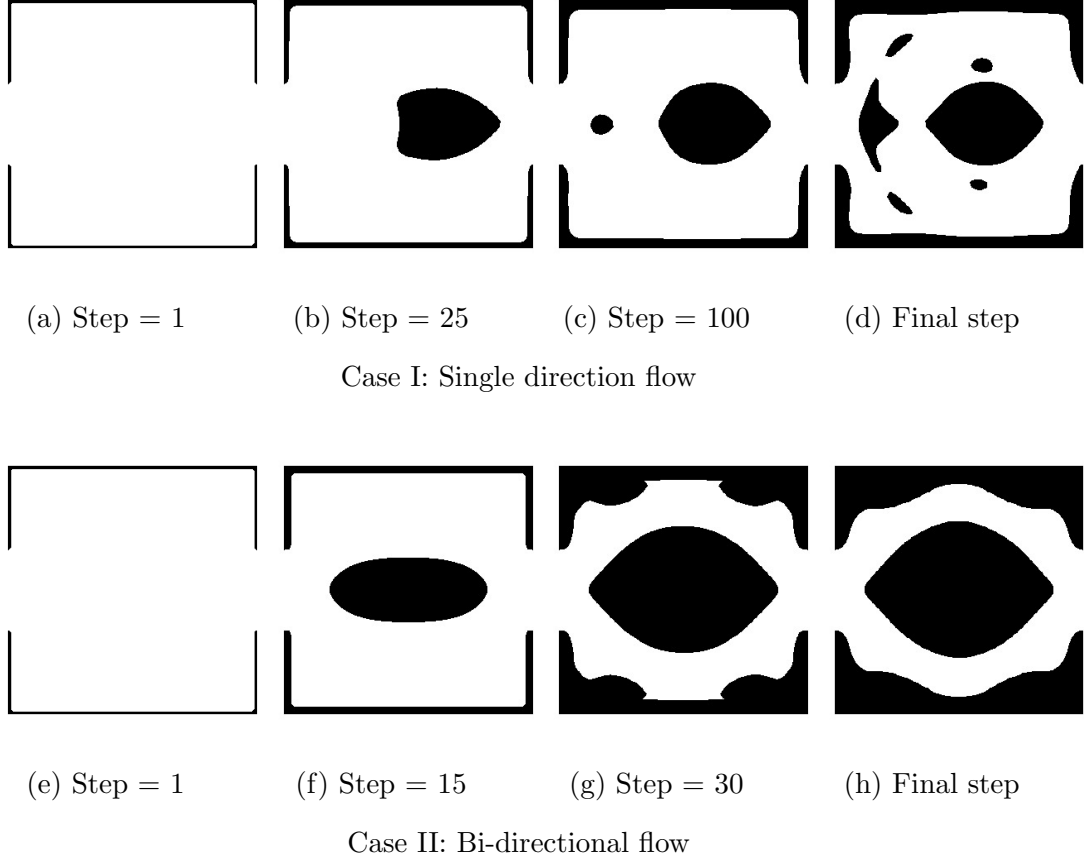 (a) Step = 1 (b) Step = 25 (c) Step = 100 (d) Final step
Case I: Single direction flow
(e) Step = 1 (f) Step = 15 (g) Step = 30 (h) Final step
Case II: Bi-directional flow